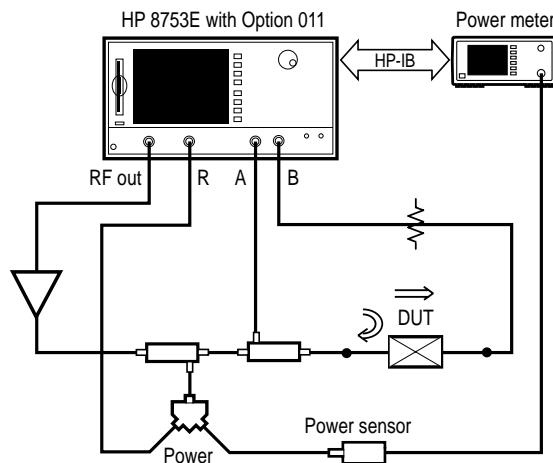 HP 8753E with Option 011
Power meter
HP-IB
RF out
R
A
B
DUT
Power sensor
Power